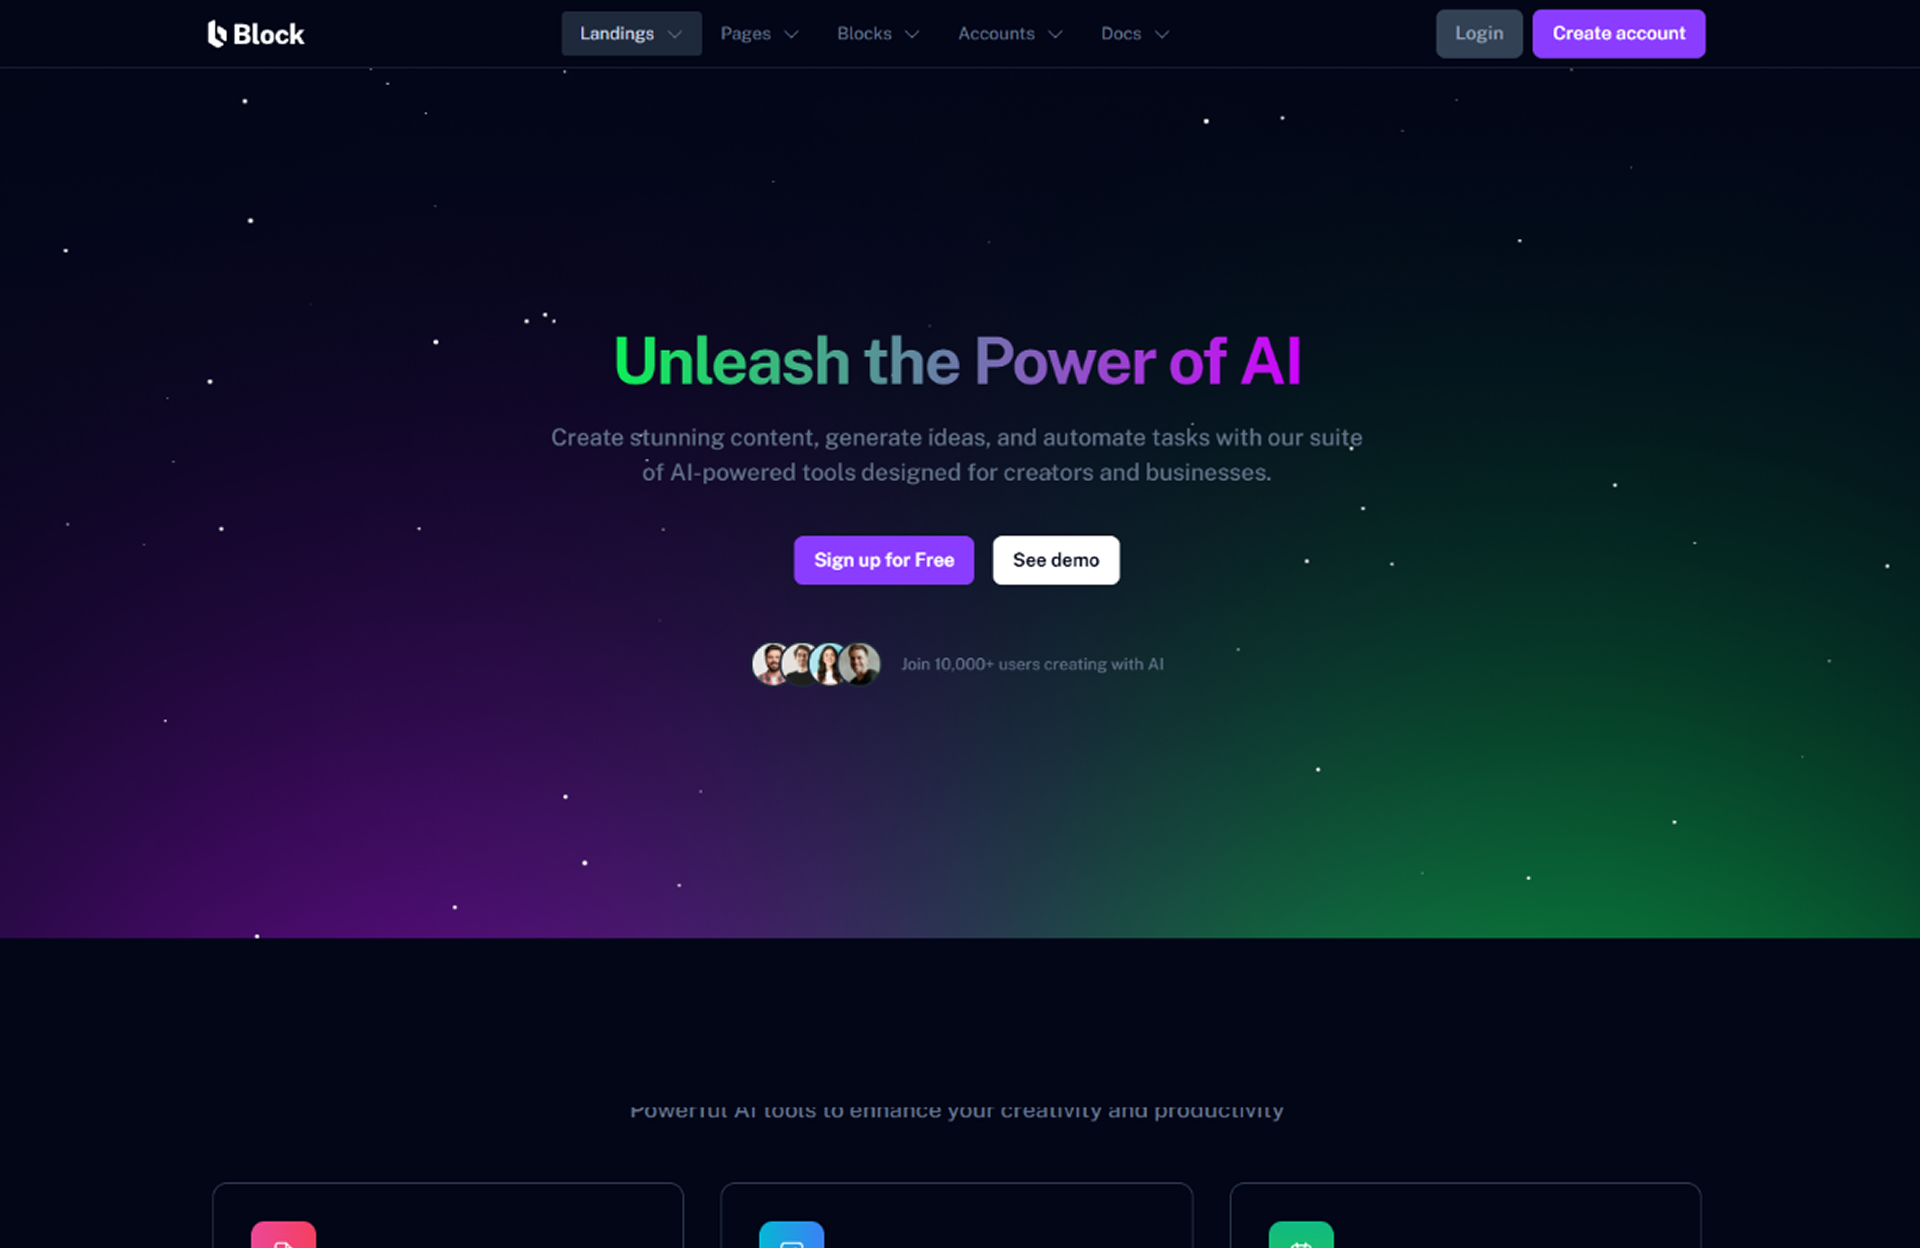 Block
Landings
Pages
Blocks
Accounts
Docs
Login
Create account
Unleash the Power of AI
Create stunning content, generate ideas, and automate tasks with our suite
of AI-powered tools designed for creators and businesses.
Sign up for Free
See demo
Join 10,000+ users creating with AI
Powerful AI tools to enhance your creativity and productivity